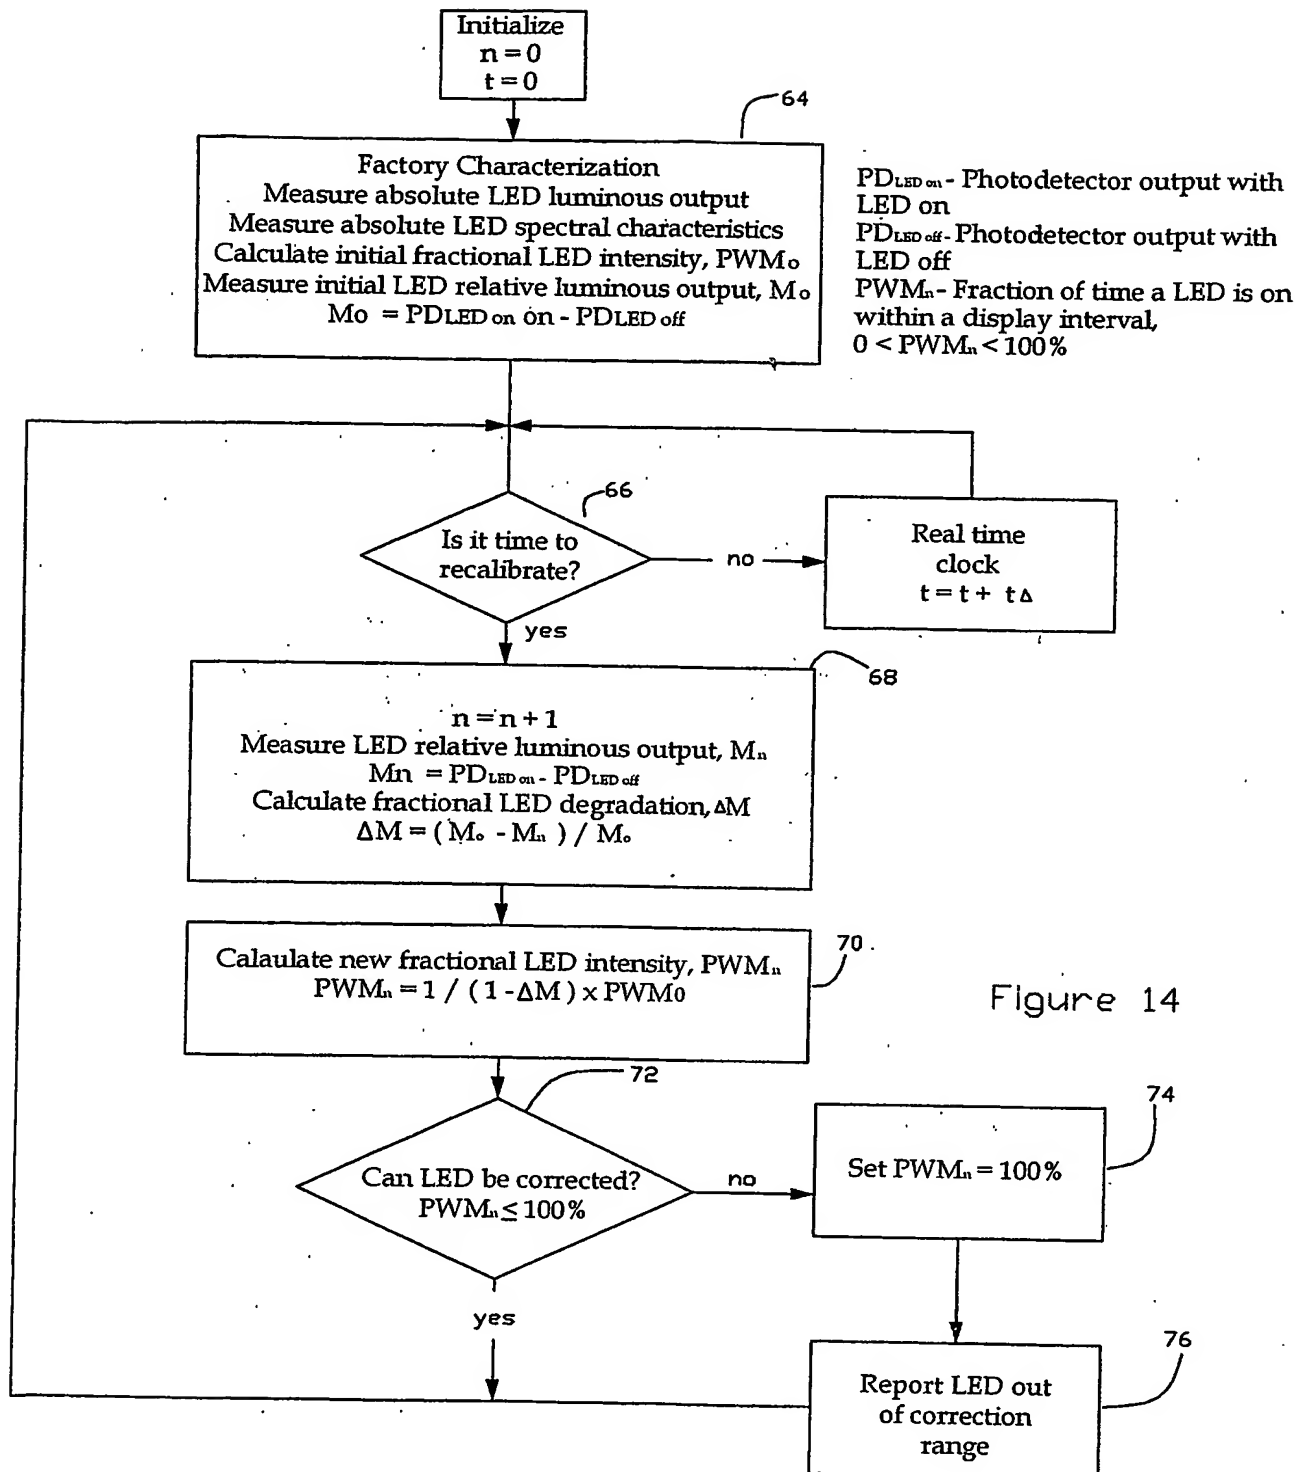 Initialize
n = 0
t = 0
64
Factory Characterization
Measure absolute LED luminous output
Measure absolute LED spectral characteristics
Calculate initial fractional LED intensity, PWMo
Measure initial LED relative luminous output, Mo
Mo = PDLED on on - PDLED off
PDLED on - Photodetector output with
LED on
PDLED off - Photodetector output with
LED off
PWMn - Fraction of time a LED is on
within a display interval,
0 < PWMn < 100%
66
Is it time to
recalibrate?
no
Real time
clock
t = t + t∆
yes
68
n = n + 1
Measure LED relative luminous output, Mn
Mn = PDLED on - PDLED off
Calculate fractional LED degradation, ∆M
∆M = ( Mo - Mn ) / Mo
70
Calaulate new fractional LED intensity, PWMn
PWMn = 1 / ( 1 - ∆M ) x PWM0
Figure 14
72
Can LED be corrected?
PWMn ≤ 100%
no
74
Set PWMn = 100%
yes
76
Report LED out
of correction
range